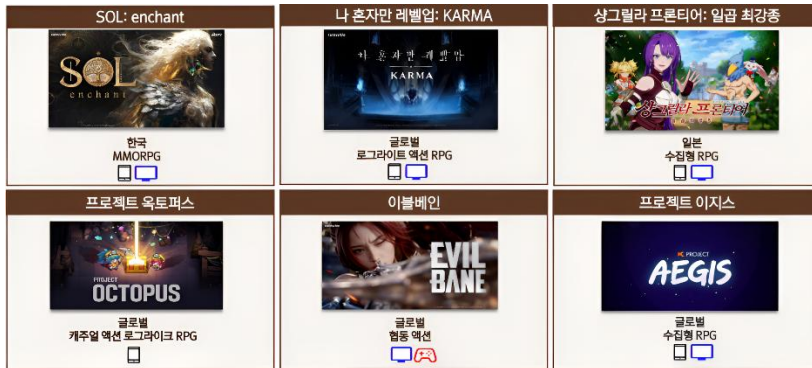 SOL: enchant
나 혼자만 레벨업: KARMA
샹그릴라 프론티어: 일곱 최강종
SOL
enchant
나 혼자만 레벨업
KARMA
샹그릴라 프론티어
한국
MMORPG
글로벌
로그라이트 액션 RPG
일본
수집형 RPG
프로젝트 옥토퍼스
이블베인
프로젝트 이지스
PROJECT
OCTOPUS
EVIL
BANE
PROJECT
AEGIS
글로벌
캐주얼 액션 로그라이크 RPG
글로벌
협동 액션
글로벌
수집형 RPG